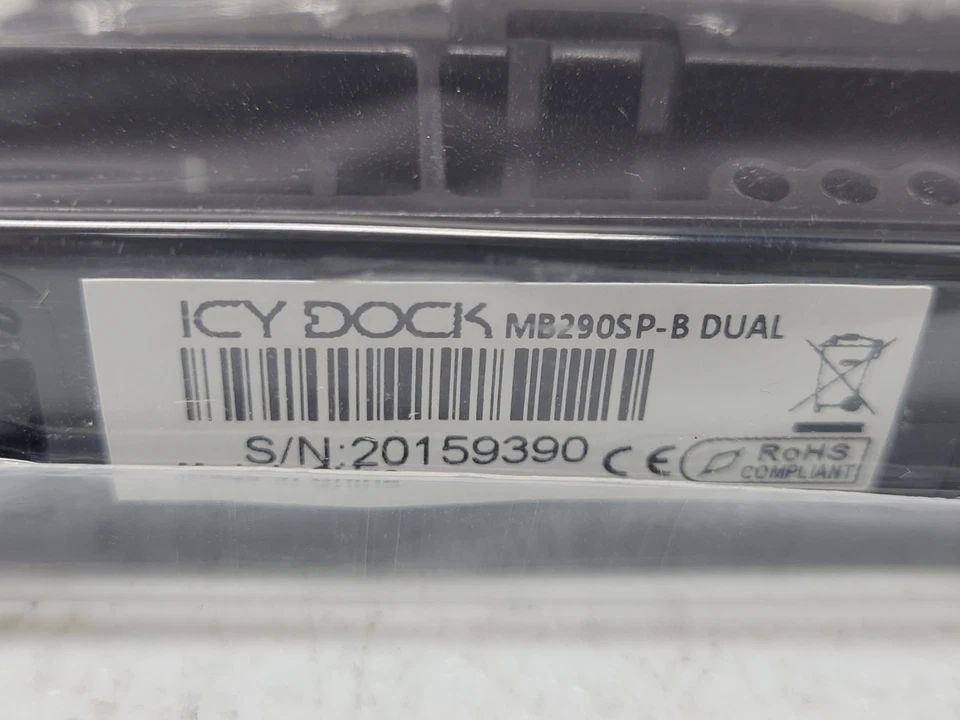 ICY DOCK MB290SP-B DUAL
S/N:20159390
CE RoHS
COMPLIANT